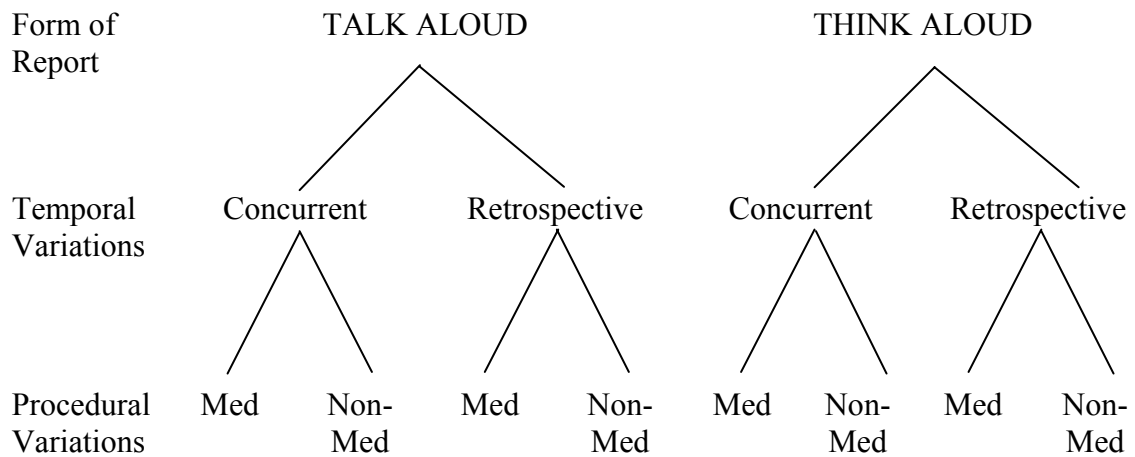 Form of TALK ALOUD THINK ALOUD
Report
Temporal Concurrent Retrospective Concurrent Retrospective
Variations
Procedural Med Non- Med Non- Med Non- Med Non-
Variations Med Med Med Med